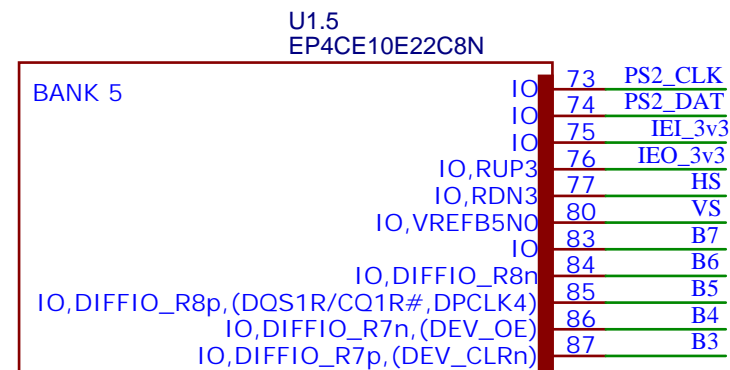 U1.5
EP4CE10E22C8N
BANK 5
IO 73 PS2_CLK
IO 74 PS2_DAT
IO 75 IEI_3v3
IO,RUP3 76 IEO_3v3
IO,RDN3 77 HS
IO,VREFB5N0 80 VS
IO 83 B7
IO,DIFFIO_R8n 84 B6
IO,DIFFIO_R8p,(DQS1R/CQ1R#,DPCLK4) 85 B5
IO,DIFFIO_R7n,(DEV_OE) 86 B4
IO,DIFFIO_R7p,(DEV_CLRn) 87 B3